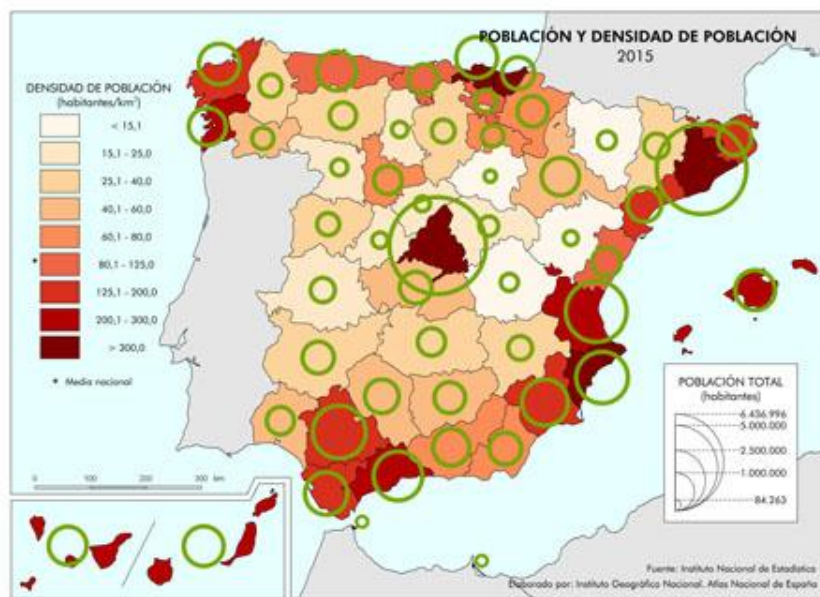 POBLACIÓN Y DENSIDAD DE POBLACIÓN
2015
DENSIDAD DE POBLACIÓN
(habitantes/km²)
< 15,1
15,1 - 25,0
25,1 - 40,0
40,1 - 60,0
60,1 - 80,0
* 80,1 - 125,0
125,1 - 200,0
200,1 - 300,0
> 300,0
* Media nacional
0 100 200 300 km
POBLACIÓN TOTAL
(habitantes)
6.436.996
5.000.000
2.500.000
1.000.000
84.263
Fuente: Instituto Nacional de Estadística
Elaborado por: Instituto Geográfico Nacional. Atlas Nacional de España